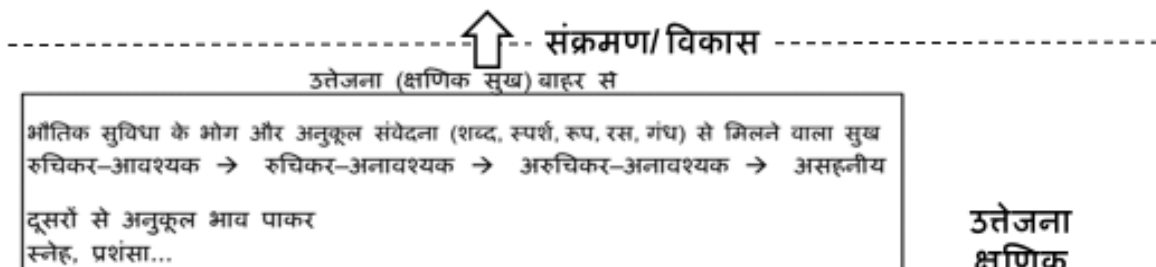 संक्रमण/ विकास
उत्तेजना (क्षणिक सुख) बाहर से
भौतिक सुविधा के भोग और अनुकूल संवेदना (शब्द, स्पर्श, रूप, रस, गंध) से मिलने वाला सुख
रुचिकर–आवश्यक → रुचिकर–अनावश्यक → अरुचिकर–अनावश्यक → असहनीय
दूसरों से अनुकूल भाव पाकर
स्नेह, प्रशंसा...
उत्तेजना
क्षणिक